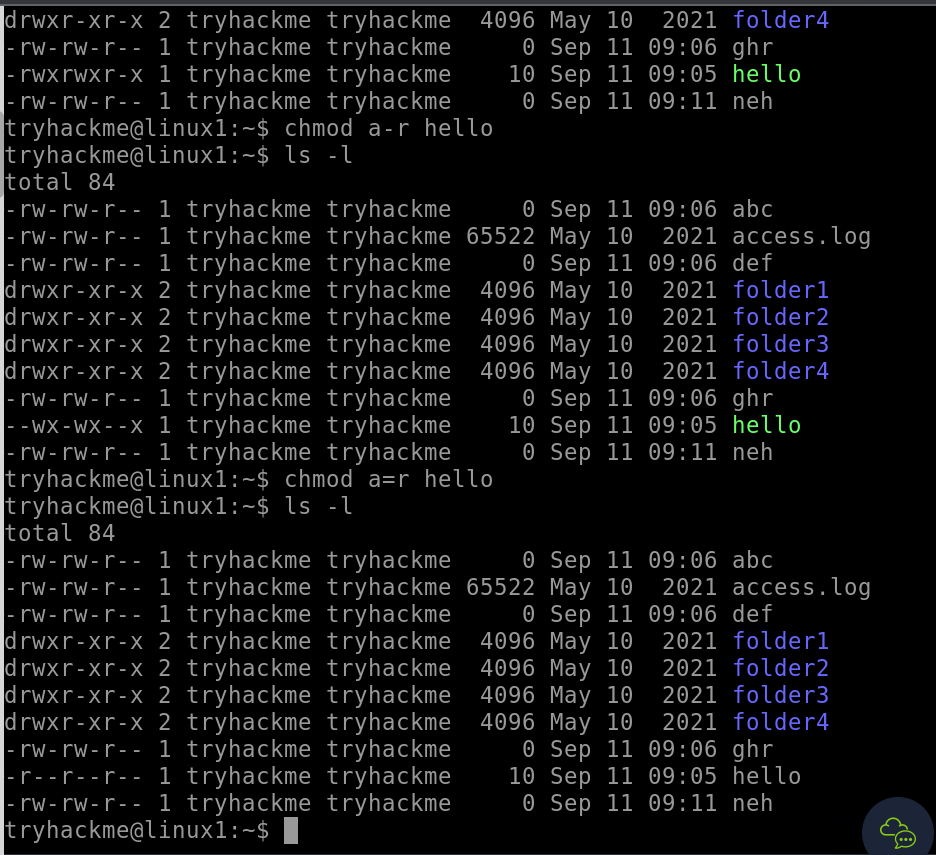 drwxr-xr-x 2 tryhackme tryhackme  4096 May 10  2021 folder4
-rw-rw-r-- 1 tryhackme tryhackme     0 Sep 11 09:06 ghr
-rwxrwxr-x 1 tryhackme tryhackme    10 Sep 11 09:05 hello
-rw-rw-r-- 1 tryhackme tryhackme     0 Sep 11 09:11 neh
tryhackme@linux1:~$ chmod a-r hello
tryhackme@linux1:~$ ls -l
total 84
-rw-rw-r-- 1 tryhackme tryhackme     0 Sep 11 09:06 abc
-rw-rw-r-- 1 tryhackme tryhackme 65522 May 10  2021 access.log
-rw-rw-r-- 1 tryhackme tryhackme     0 Sep 11 09:06 def
drwxr-xr-x 2 tryhackme tryhackme  4096 May 10  2021 folder1
drwxr-xr-x 2 tryhackme tryhackme  4096 May 10  2021 folder2
drwxr-xr-x 2 tryhackme tryhackme  4096 May 10  2021 folder3
drwxr-xr-x 2 tryhackme tryhackme  4096 May 10  2021 folder4
-rw-rw-r-- 1 tryhackme tryhackme     0 Sep 11 09:06 ghr
--wx-wx--x 1 tryhackme tryhackme    10 Sep 11 09:05 hello
-rw-rw-r-- 1 tryhackme tryhackme     0 Sep 11 09:11 neh
tryhackme@linux1:~$ chmod a=r hello
tryhackme@linux1:~$ ls -l
total 84
-rw-rw-r-- 1 tryhackme tryhackme     0 Sep 11 09:06 abc
-rw-rw-r-- 1 tryhackme tryhackme 65522 May 10  2021 access.log
-rw-rw-r-- 1 tryhackme tryhackme     0 Sep 11 09:06 def
drwxr-xr-x 2 tryhackme tryhackme  4096 May 10  2021 folder1
drwxr-xr-x 2 tryhackme tryhackme  4096 May 10  2021 folder2
drwxr-xr-x 2 tryhackme tryhackme  4096 May 10  2021 folder3
drwxr-xr-x 2 tryhackme tryhackme  4096 May 10  2021 folder4
-rw-rw-r-- 1 tryhackme tryhackme     0 Sep 11 09:06 ghr
-r--r--r-- 1 tryhackme tryhackme    10 Sep 11 09:05 hello
-rw-rw-r-- 1 tryhackme tryhackme     0 Sep 11 09:11 neh
tryhackme@linux1:~$